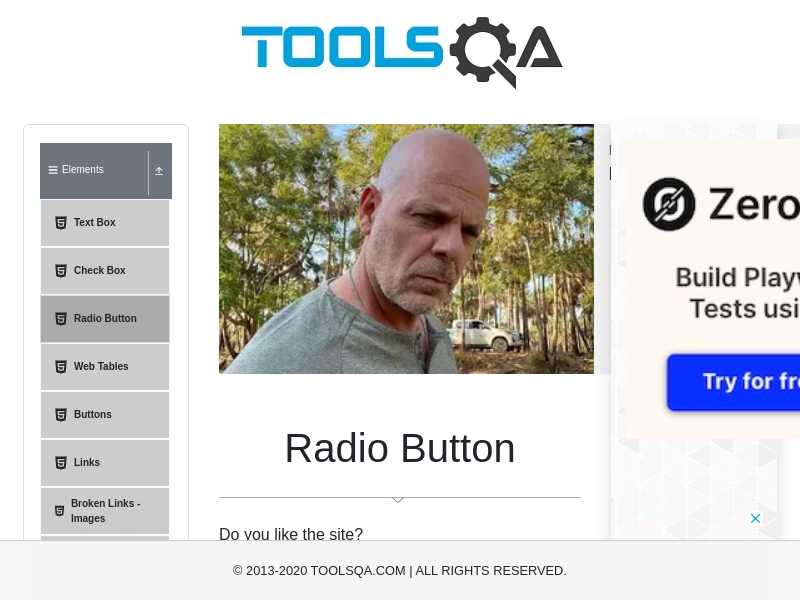 TOOLSQA
Elements
Text Box
Check Box
Radio Button
Web Tables
Buttons
Links
Broken Links -
Images
Radio Button
Do you like the site?
Zero
Build Play
Tests usi
Try for fr
© 2013-2020 TOOLSQA.COM | ALL RIGHTS RESERVED.